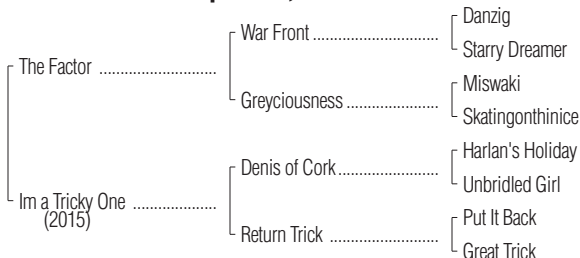 Danzig
War Front ........................................
Starry Dreamer
The Factor ......................................
Miswaki
Greyciousness ..............................
Skatingonthinice
Harlan's Holiday
Denis of Cork ................................
Unbridled Girl
Im a Tricky One ...........................
(2015)
Put It Back
Return Trick ...................................
Great Trick